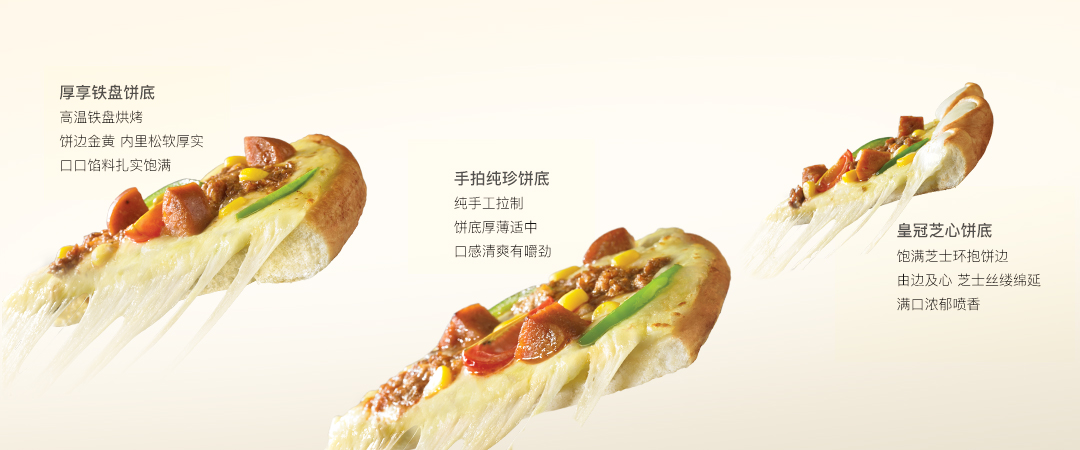 厚享铁盘饼底
高温铁盘烘烤
饼边金黄 内里松软厚实
口口馅料扎实饱满
手拍纯珍饼底
纯手工拉制
饼底厚薄适中
口感清爽有嚼劲
皇冠芝心饼底
饱满芝士环抱饼边
由边及心 芝士丝缕绵延
满口浓郁喷香